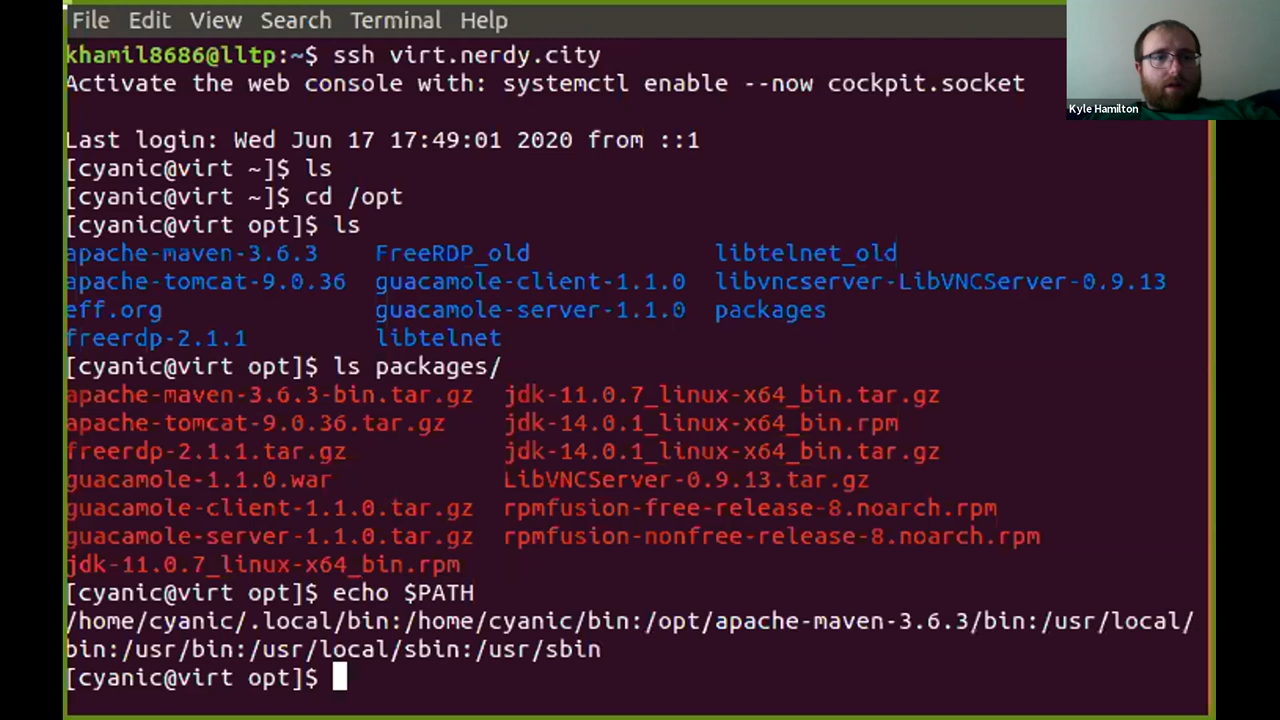 File Edit View Search Terminal Help
khamil8686@lltp:~$ ssh virt.nerdy.city
Activate the web console with: systemctl enable --now cockpit.socket
Kyle Hamilton
Last login: Wed Jun 17 17:49:01 2020 from ::1
[cyanic@virt ~]$ ls
[cyanic@virt ~]$ cd /opt
[cyanic@virt opt]$ ls
apache-maven-3.6.3 FreeRDP_old libtelnet_old
apache-tomcat-9.0.36 guacamole-client-1.1.0 libvncserver-LibVNCServer-0.9.13
eff.org guacamole-server-1.1.0 packages
freerdp-2.1.1 libtelnet
[cyanic@virt opt]$ ls packages/
apache-maven-3.6.3-bin.tar.gz jdk-11.0.7_linux-x64_bin.tar.gz
apache-tomcat-9.0.36.tar.gz jdk-14.0.1_linux-x64_bin.rpm
freerdp-2.1.1.tar.gz jdk-14.0.1_linux-x64_bin.tar.gz
guacamole-1.1.0.war LibVNCServer-0.9.13.tar.gz
guacamole-client-1.1.0.tar.gz rpmfusion-free-release-8.noarch.rpm
guacamole-server-1.1.0.tar.gz rpmfusion-nonfree-release-8.noarch.rpm
jdk-11.0.7_linux-x64_bin.rpm
[cyanic@virt opt]$ echo $PATH
/home/cyanic/.local/bin:/home/cyanic/bin:/opt/apache-maven-3.6.3/bin:/usr/local/
bin:/usr/bin:/usr/local/sbin:/usr/sbin
[cyanic@virt opt]$